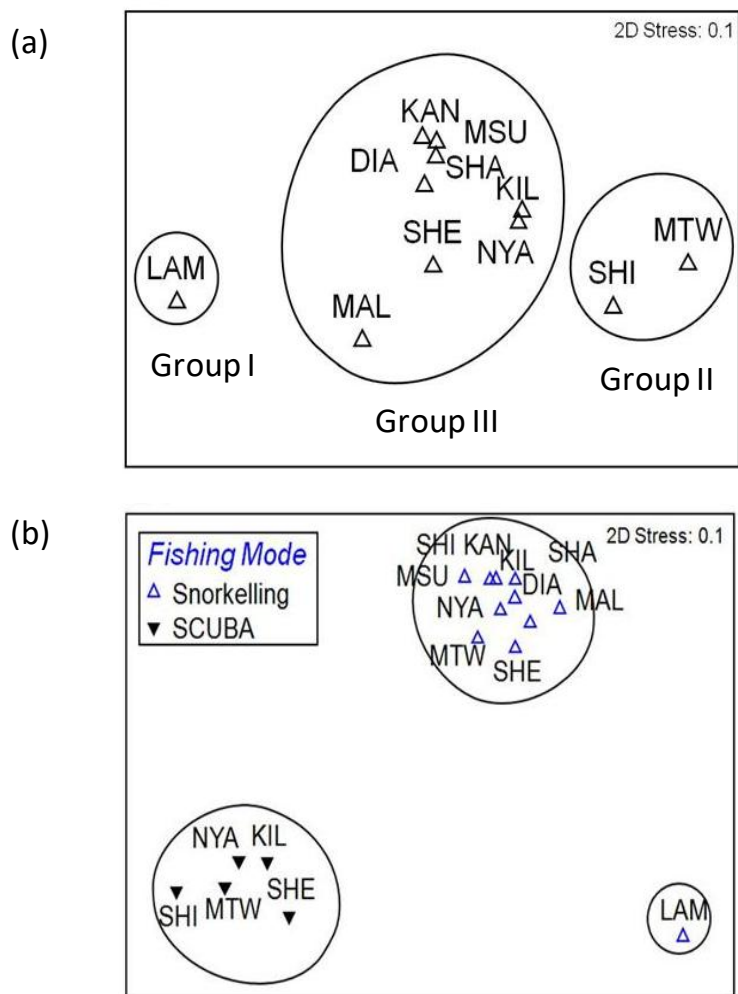 (a)
2D Stress: 0.1
KAN
MSU
DIA
SHA
KIL
SHE
NYA
MTW
LAM
SHI
MAL
Group I
Group II
Group III
(b)
2D Stress: 0.1
Fishing Mode
Snorkelling
SCUBA
SHI KAN
KIL
SHA
MSU
DIA
NYA
MAL
MTW
SHE
NYA KIL
SHE
SHI
MTW
LAM